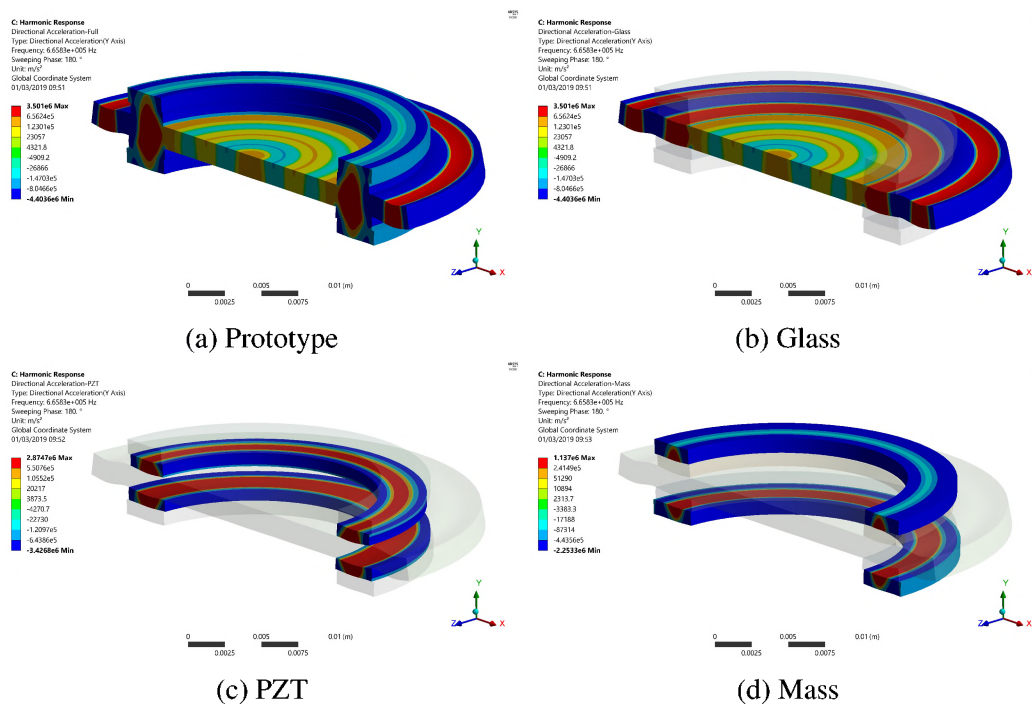 C: Harmonic Response
Directional Acceleration-Full
Type: Directional Acceleration(Y Axis)
Frequency: 6.6583e+005 Hz
Sweeping Phase: 180. °
Unit: m/s²
Global Coordinate System
01/03/2019 09:51
3.501e6 Max
6.5624e5
1.2301e5
23057
4321.8
-4909.2
-26866
-1.4703e5
-8.0466e5
-4.4036e6 Min
Y
Z
X
0
0.005
0.01 (m)
0.0025
0.0075
(a) Prototype
C: Harmonic Response
Directional Acceleration-Glass
Type: Directional Acceleration(Y Axis)
Frequency: 6.6583e+005 Hz
Sweeping Phase: 180. °
Unit: m/s²
Global Coordinate System
01/03/2019 09:51
3.501e6 Max
6.5624e5
1.2301e5
23057
4321.8
-4909.2
-26866
-1.4703e5
-8.0466e5
-4.4036e6 Min
Y
Z
X
0
0.005
0.01 (m)
0.0025
0.0075
(b) Glass
C: Harmonic Response
Directional Acceleration-PZT
Type: Directional Acceleration(Y Axis)
Frequency: 6.6583e+005 Hz
Sweeping Phase: 180. °
Unit: m/s²
Global Coordinate System
01/03/2019 09:52
2.8747e6 Max
5.5076e5
1.0552e5
20217
3873.5
-4270.7
-22730
-1.2097e5
-6.4386e5
-3.4268e6 Min
Y
Z
X
0
0.005
0.01 (m)
0.0025
0.0075
(c) PZT
C: Harmonic Response
Directional Acceleration-Mass
Type: Directional Acceleration(Y Axis)
Frequency: 6.6583e+005 Hz
Sweeping Phase: 180. °
Unit: m/s²
Global Coordinate System
01/03/2019 09:53
1.137e6 Max
2.4149e5
51290
10894
2313.7
-3383.3
-17188
-87314
-4.4356e5
-2.2533e6 Min
Y
Z
X
0
0.005
0.01 (m)
0.0025
0.0075
(d) Mass